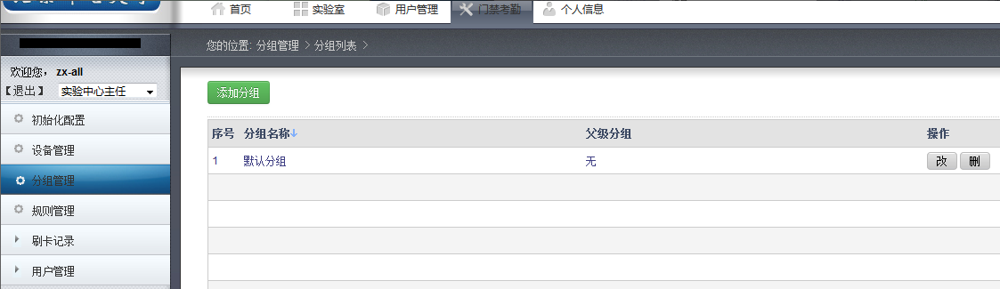 首页 实验室 用户管理 门禁考勤 个人信息
您的位置: 分组管理 > 分组列表 >
欢迎您， zx-all
【退出】 实验中心主任
初始化配置
设备管理
分组管理
规则管理
刷卡记录
用户管理
添加分组
序号 分组名称↓ 父级分组 操作
1 默认分组 无 改 删